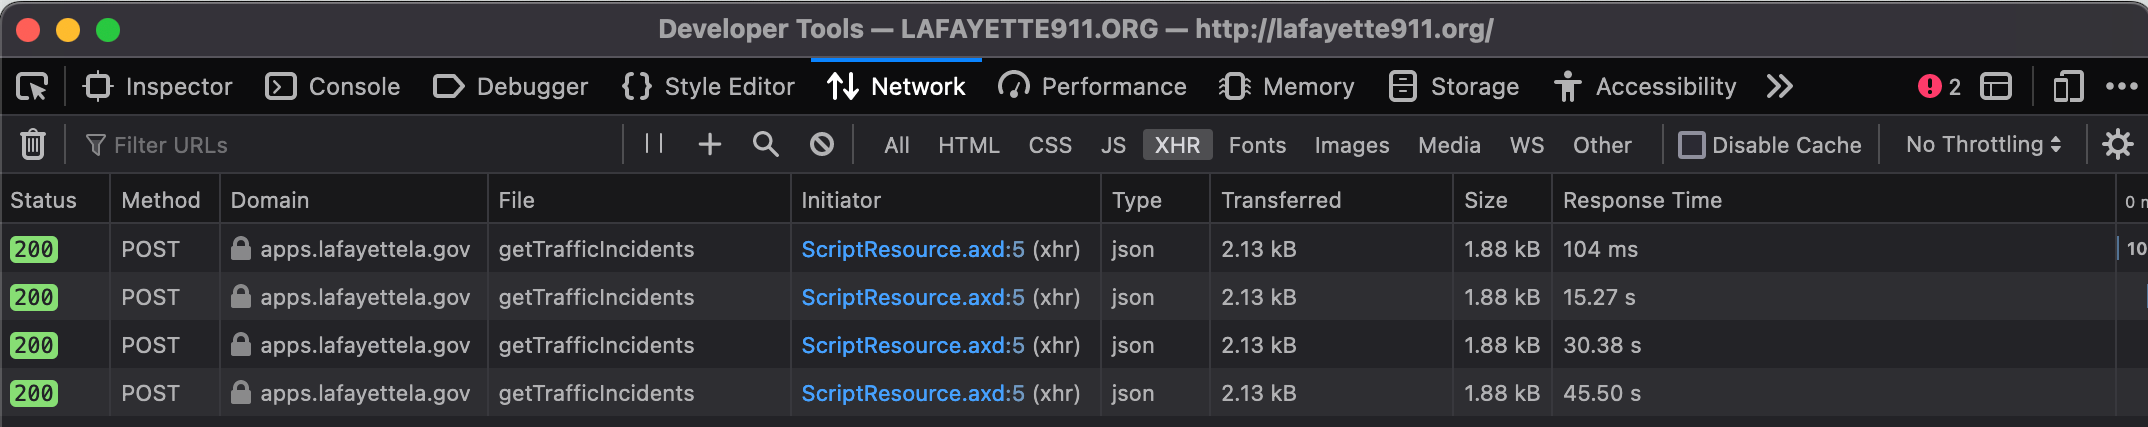 Developer Tools — LAFAYETTE911.ORG — http://lafayette911.org/
Inspector Console Debugger Style Editor Network Performance Memory Storage Accessibility 2
Filter URLs All HTML CSS JS XHR Fonts Images Media WS Other Disable Cache No Throttling
Status Method Domain File Initiator Type Transferred Size Response Time 0
200 POST apps.lafayettela.gov getTrafficIncidents ScriptResource.axd:5 (xhr) json 2.13 kB 1.88 kB 104 ms 10
200 POST apps.lafayettela.gov getTrafficIncidents ScriptResource.axd:5 (xhr) json 2.13 kB 1.88 kB 15.27 s
200 POST apps.lafayettela.gov getTrafficIncidents ScriptResource.axd:5 (xhr) json 2.13 kB 1.88 kB 30.38 s
200 POST apps.lafayettela.gov getTrafficIncidents ScriptResource.axd:5 (xhr) json 2.13 kB 1.88 kB 45.50 s